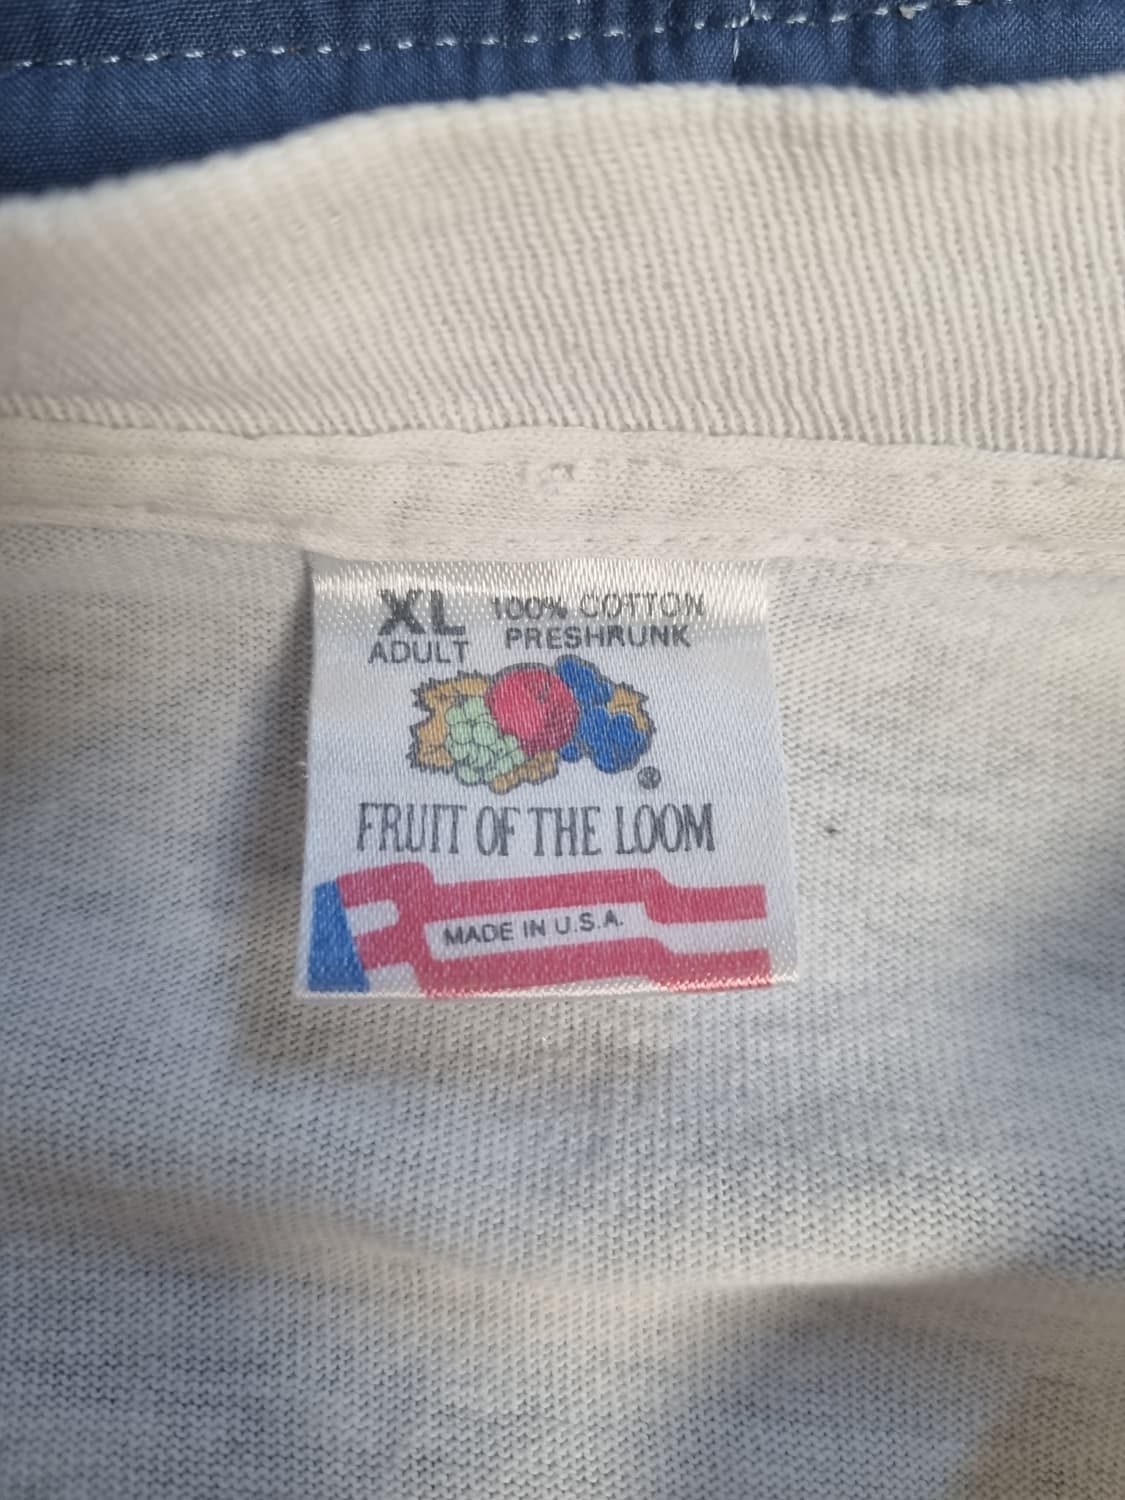 XL 100% COTTON
ADULT PRESHRUNK
®
FRUIT OF THE LOOM
MADE IN U.S.A.